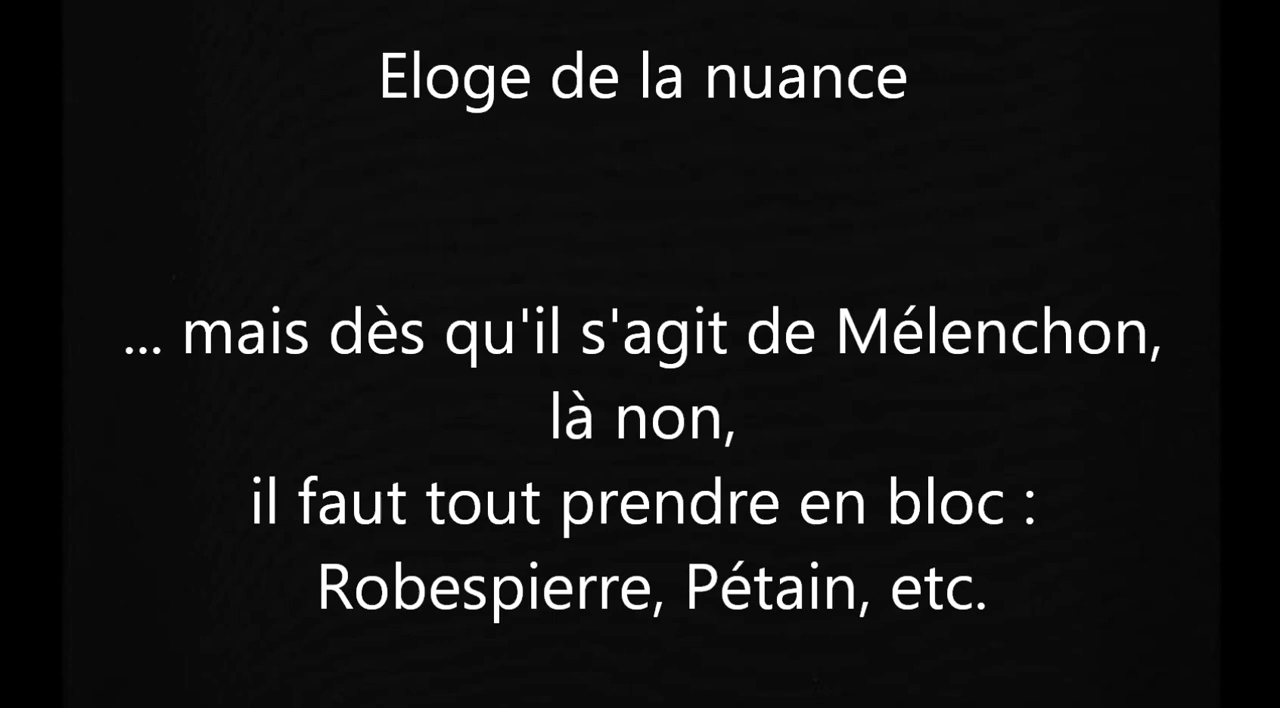 Eloge de la nuance
... mais dès qu'il s'agit de Mélenchon,
là non,
il faut tout prendre en bloc :
Robespierre, Pétain, etc.